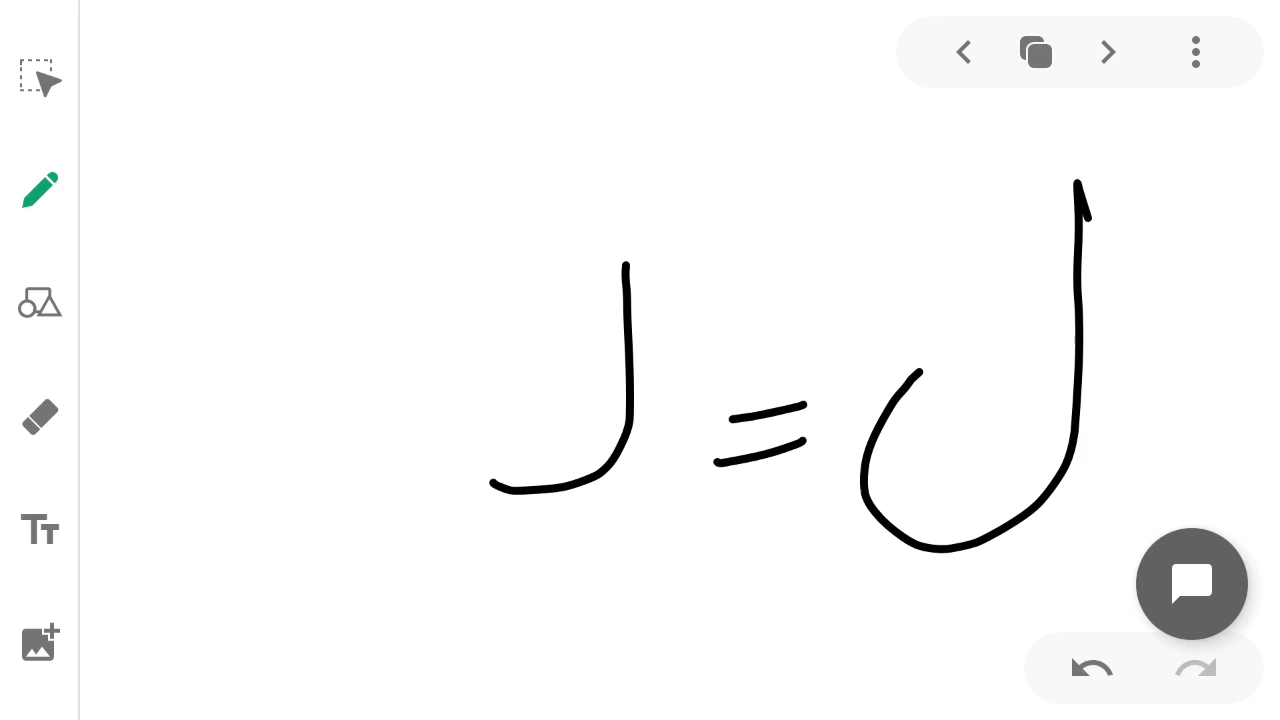 ل = ل